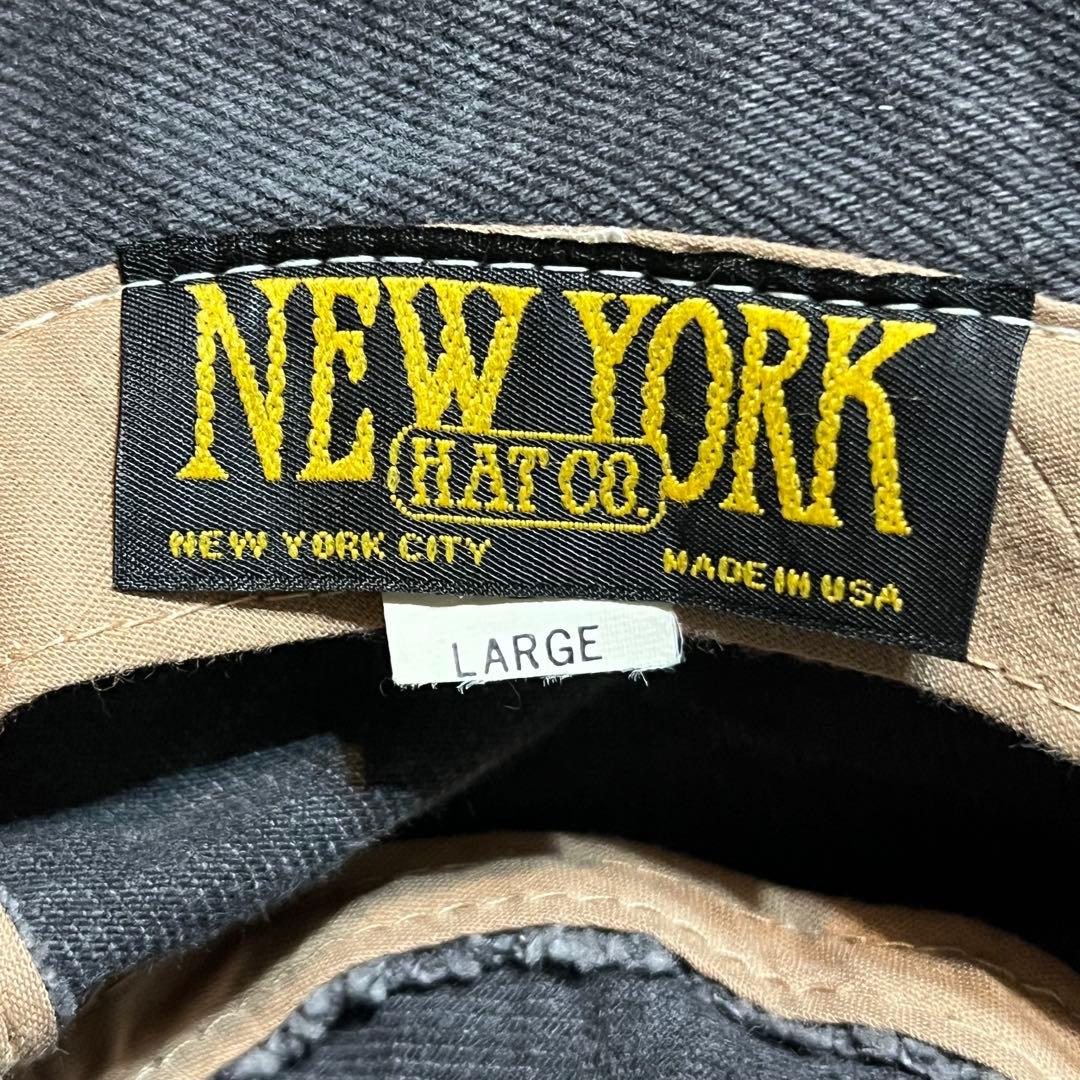 NEW YORK
HAT CO.
NEW YORK CITY
MADE IN USA
LARGE